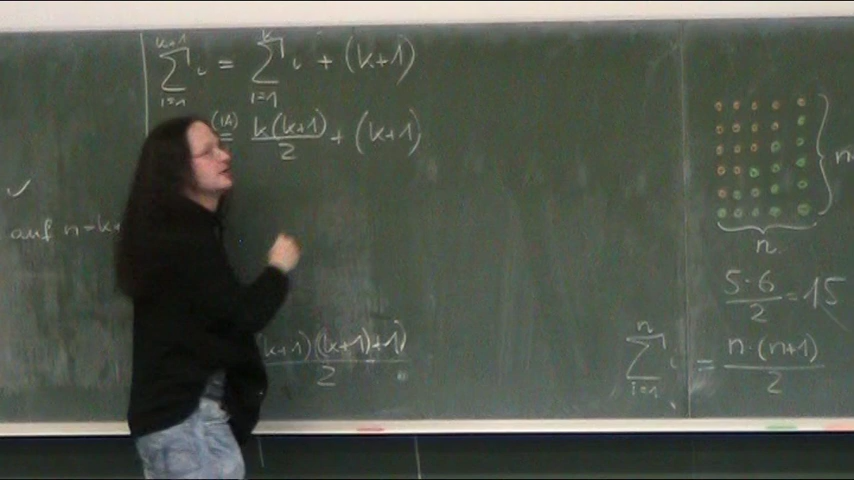 ✓
auf n=k+
k+1 ∑ i=1 i = k ∑ i=1 i + (k+1)
(IA) = k(k+1)/2 + (k+1)
(k+1)((k+1)+1)/2
n
n
5·6/2 = 15
n ∑ i=1 i = n·(n+1)/2